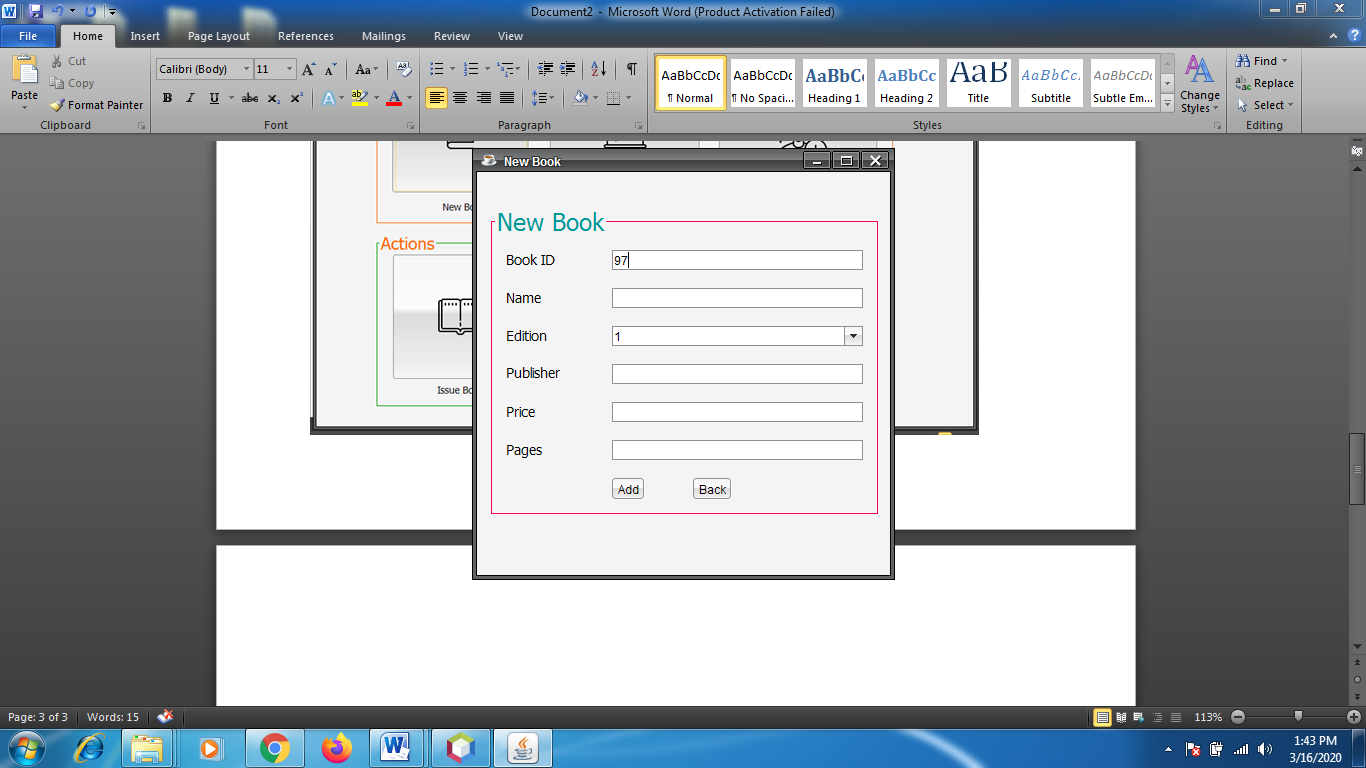 Document2 - Microsoft Word (Product Activation Failed)
File Home Insert Page Layout References Mailings Review View
Paste
Cut
Copy
Format Painter
Clipboard
Calibri (Body) 11
Font
Paragraph
AaBbCcDc AaBbCcDc AaBbCc AaBbCc AaB AaBbCc. AaBbCcDc
¶ Normal ¶ No Spaci... Heading 1 Heading 2 Title Subtitle Subtle Em...
Change Styles
Styles
Find
Replace
Select
Editing
New Bo
Actions
Issue Bo
New Book
New Book
Book ID 97
Name
Edition 1
Publisher
Price
Pages
Add Back
Page: 3 of 3 Words: 15 113%
1:43 PM
3/16/2020